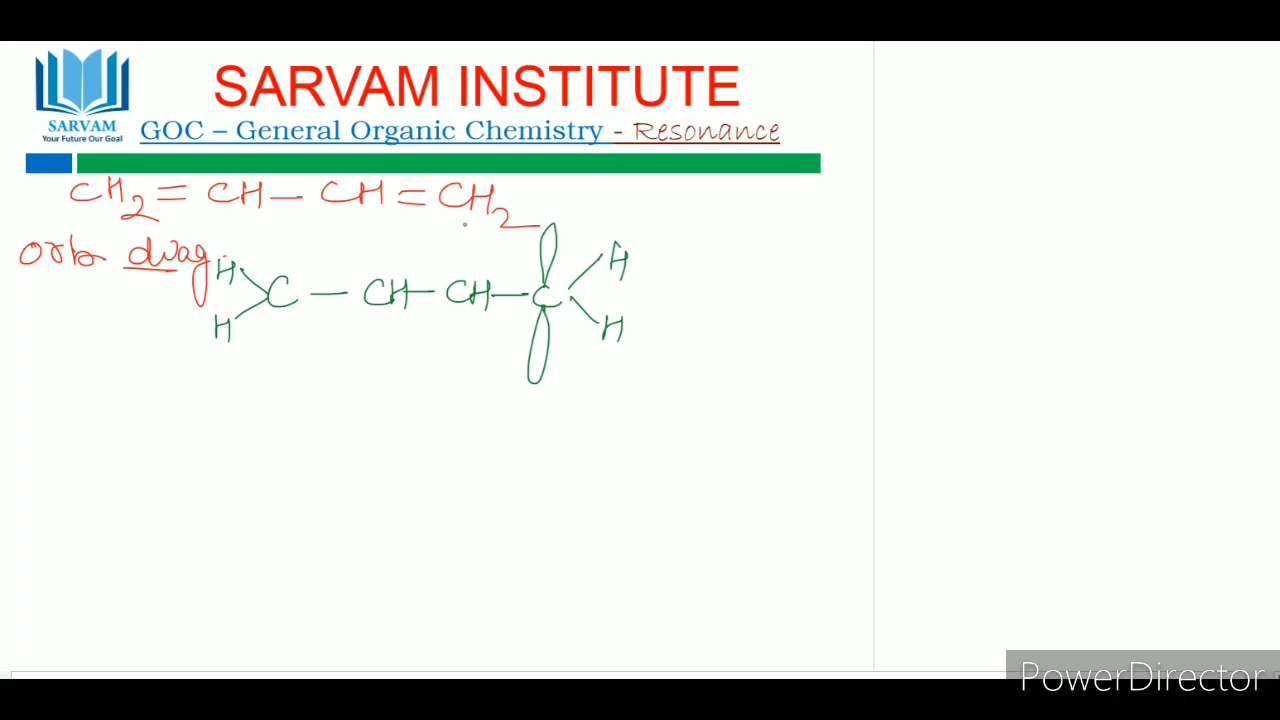 SARVAM INSTITUTE
SARVAM
Your Future Our Goal
GOC – General Organic Chemistry - Resonance
CH2 = CH — CH = CH2
orb diag
H H
C — CH — CH — C
H H
PowerDirector